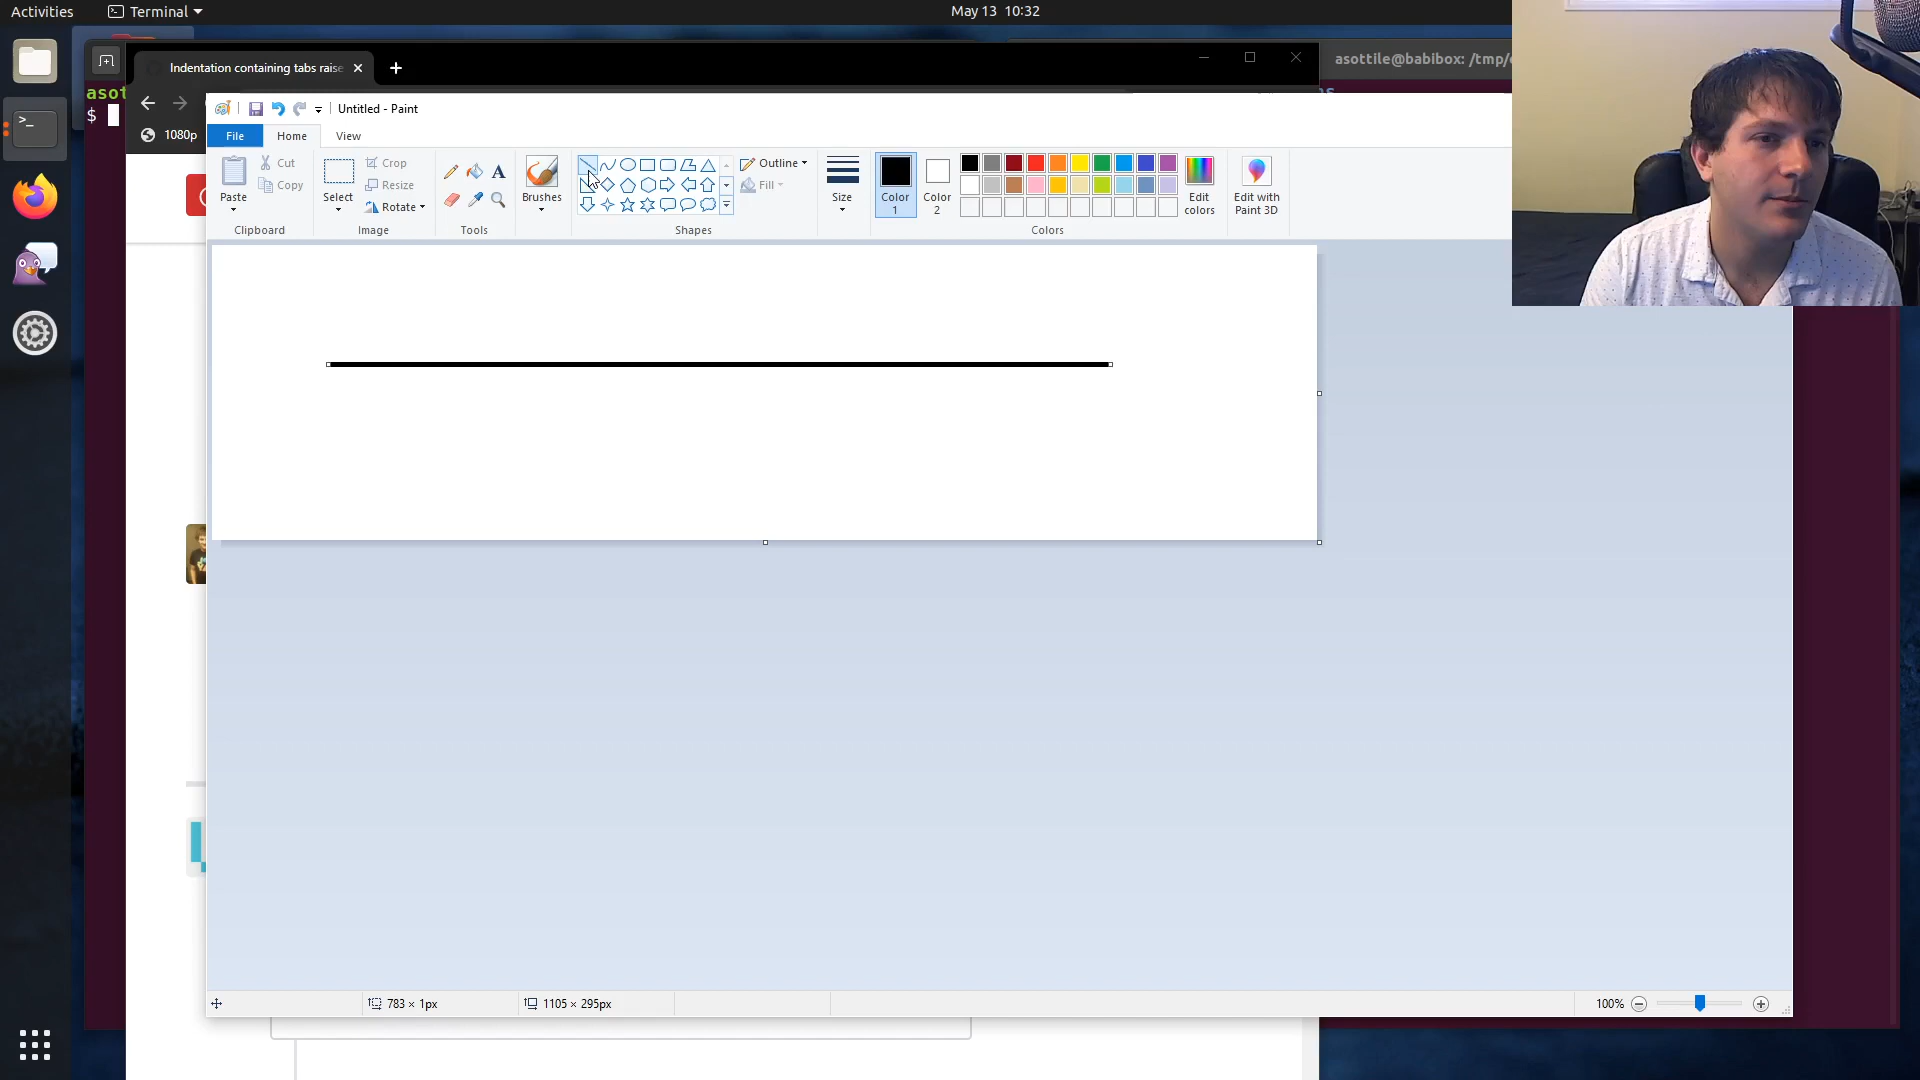 Activities
Terminal
May 13 10:32
Indentation containing tabs raise
asottile@babibox: /tmp/
asot
$
1080p
Untitled - Paint
File
Home
View
Paste
Cut
Copy
Clipboard
Select
Crop
Resize
Rotate
Image
A
Tools
Brushes
Shapes
Outline
Fill
Size
Color 1
Color 2
Edit colors
Edit with Paint 3D
Colors
783 × 1px
1105 × 295px
100%